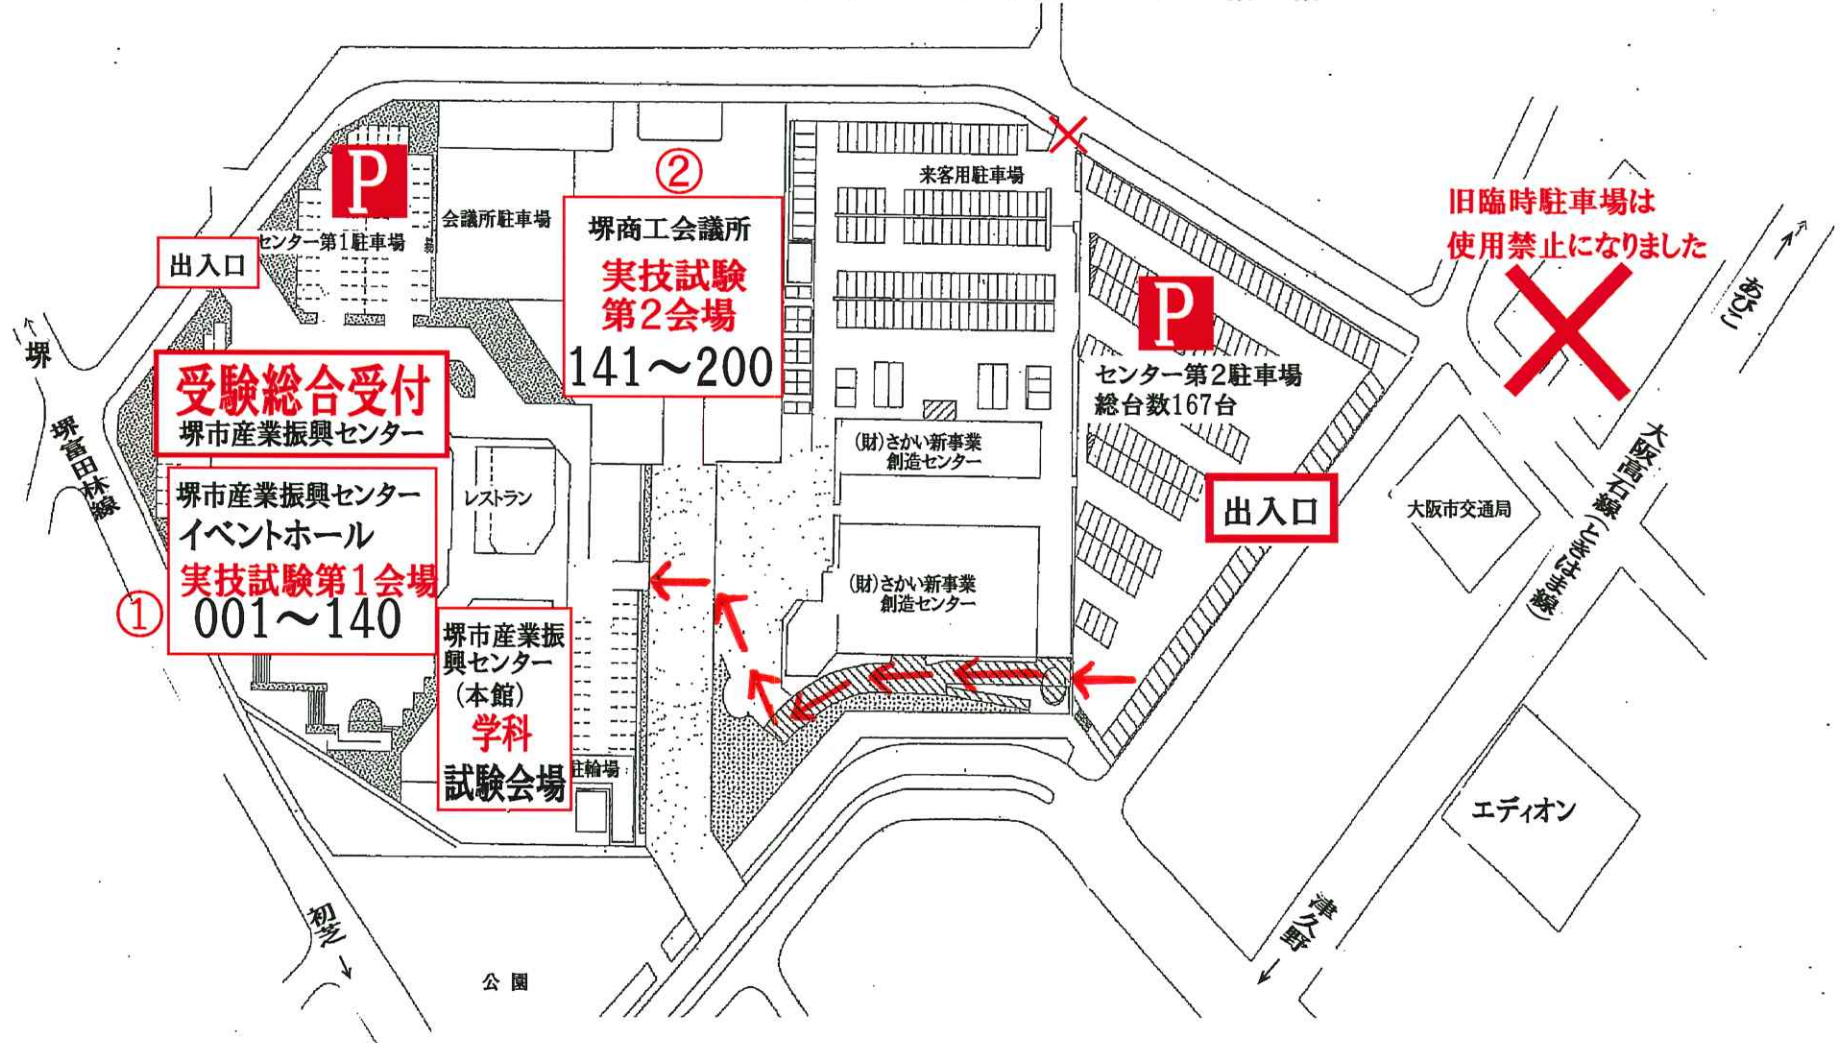 P
②
来客用駐車場
旧臨時駐車場は
使用禁止になりました
会議所駐車場
堺商工会議所
実技試験
第2会場
141～200
センター第1駐車場
出入口
P
あびこ
堺
受験総合受付
堺市産業振興センター
センター第2駐車場
総台数167台
堺富田林線
(財)さかい新事業
創造センター
大阪高石線(ときはま線)
堺市産業振興センター
イベントホール
実技試験第1会場
001～140
①
レストラン
出入口
大阪市交通局
(財)さかい新事業
創造センター
堺市産業振
興センター
(本館)
学科
試験会場
駐輪場
エディオン
初芝
津久野
公園